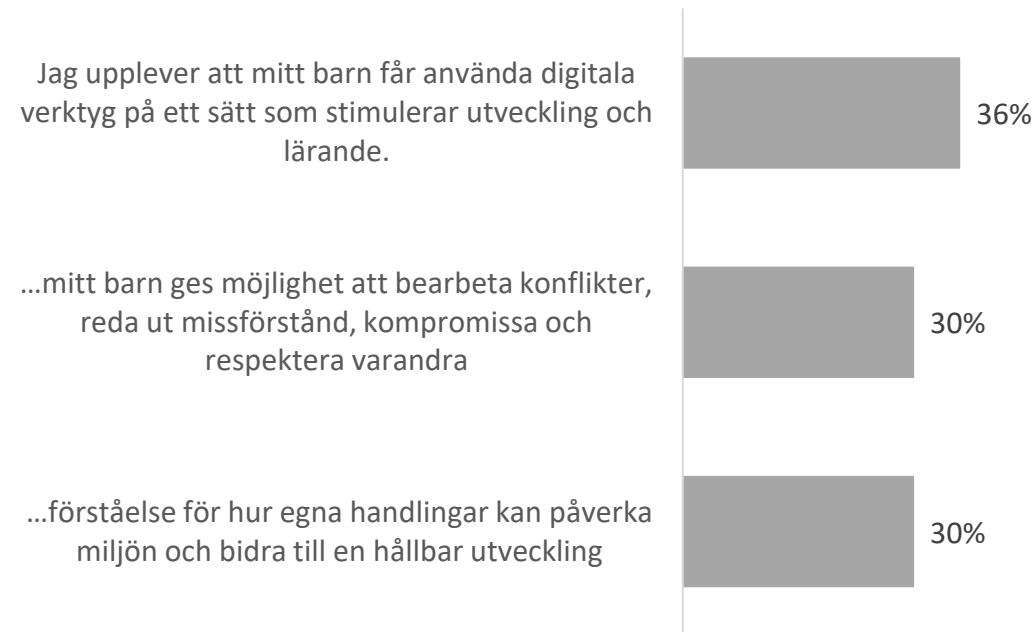 Jag upplever att mitt barn får använda digitala
verktyg på ett sätt som stimulerar utveckling och
lärande.
36%
…mitt barn ges möjlighet att bearbeta konflikter,
reda ut missförstånd, kompromissa och
respektera varandra
30%
…förståelse för hur egna handlingar kan påverka
miljön och bidra till en hållbar utveckling
30%